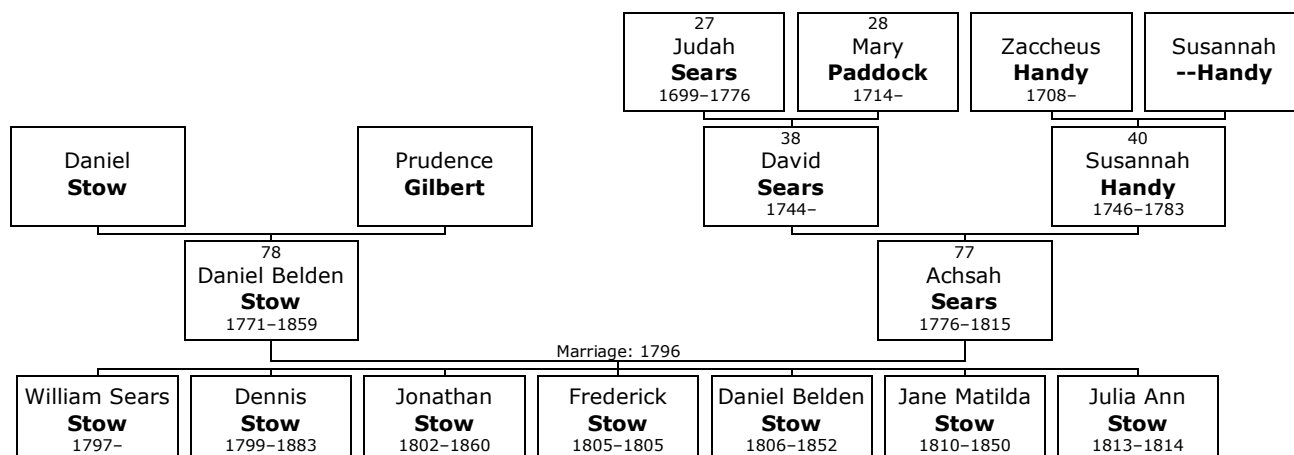 27
Judah
Sears
1699–1776
28
Mary
Paddock
1714–
Zaccheus
Handy
1708–
Susannah
--Handy
Daniel
Stow
Prudence
Gilbert
38
David
Sears
1744–
40
Susannah
Handy
1746–1783
78
Daniel Belden
Stow
1771–1859
77
Achsah
Sears
1776–1815
Marriage: 1796
William Sears
Stow
1797–
Dennis
Stow
1799–1883
Jonathan
Stow
1802–1860
Frederick
Stow
1805–1805
Daniel Belden
Stow
1806–1852
Jane Matilda
Stow
1810–1850
Julia Ann
Stow
1813–1814